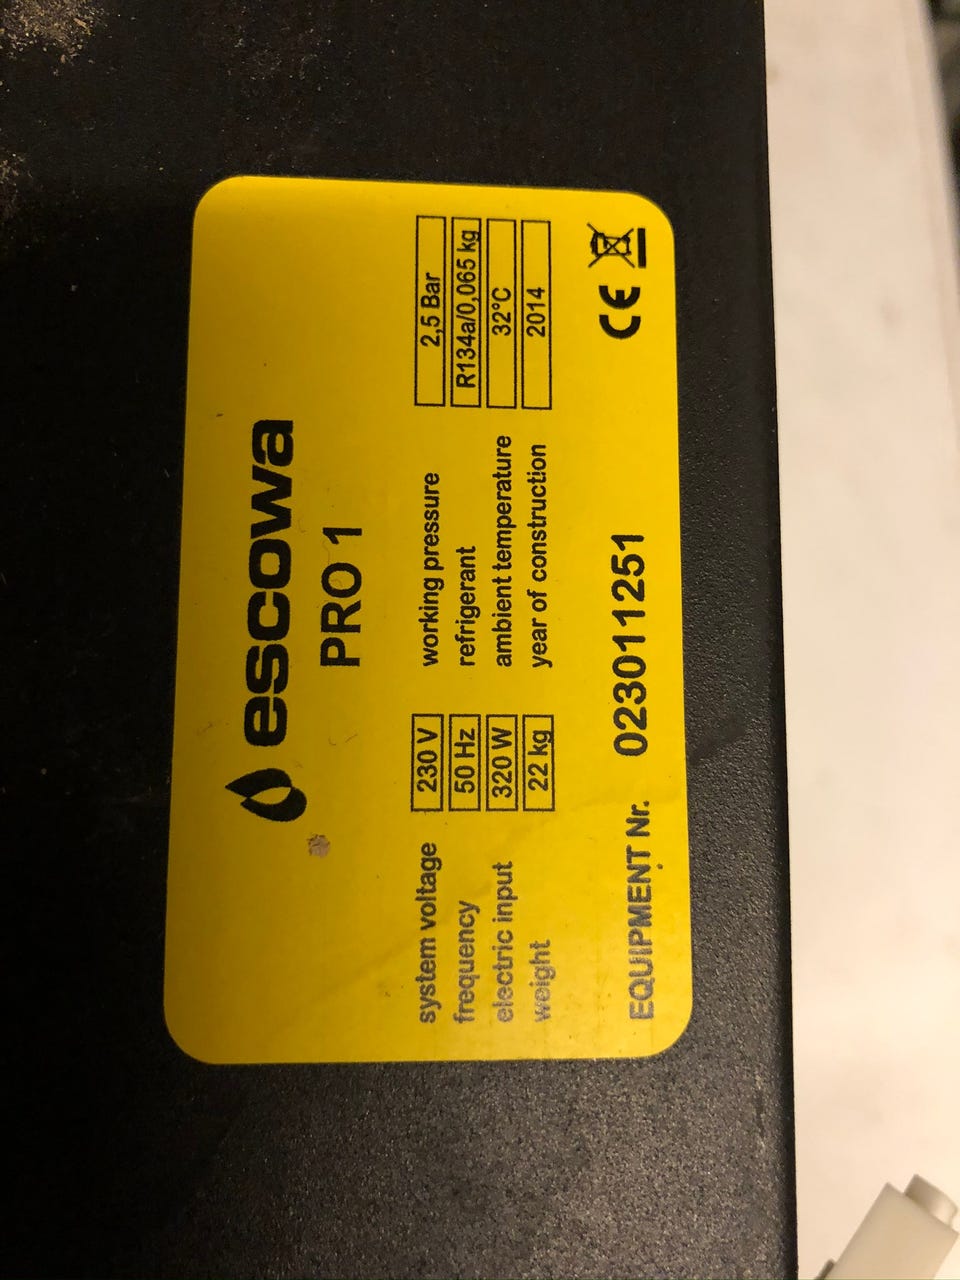 escowa
PRO 1
system voltage 230 V working pressure 2,5 Bar
frequency 50 Hz refrigerant R134a/0,065 kg
electric input 320 W ambient temperature 32°C
weight 22 kg year of construction 2014
EQUIPMENT Nr. 023011251 CE